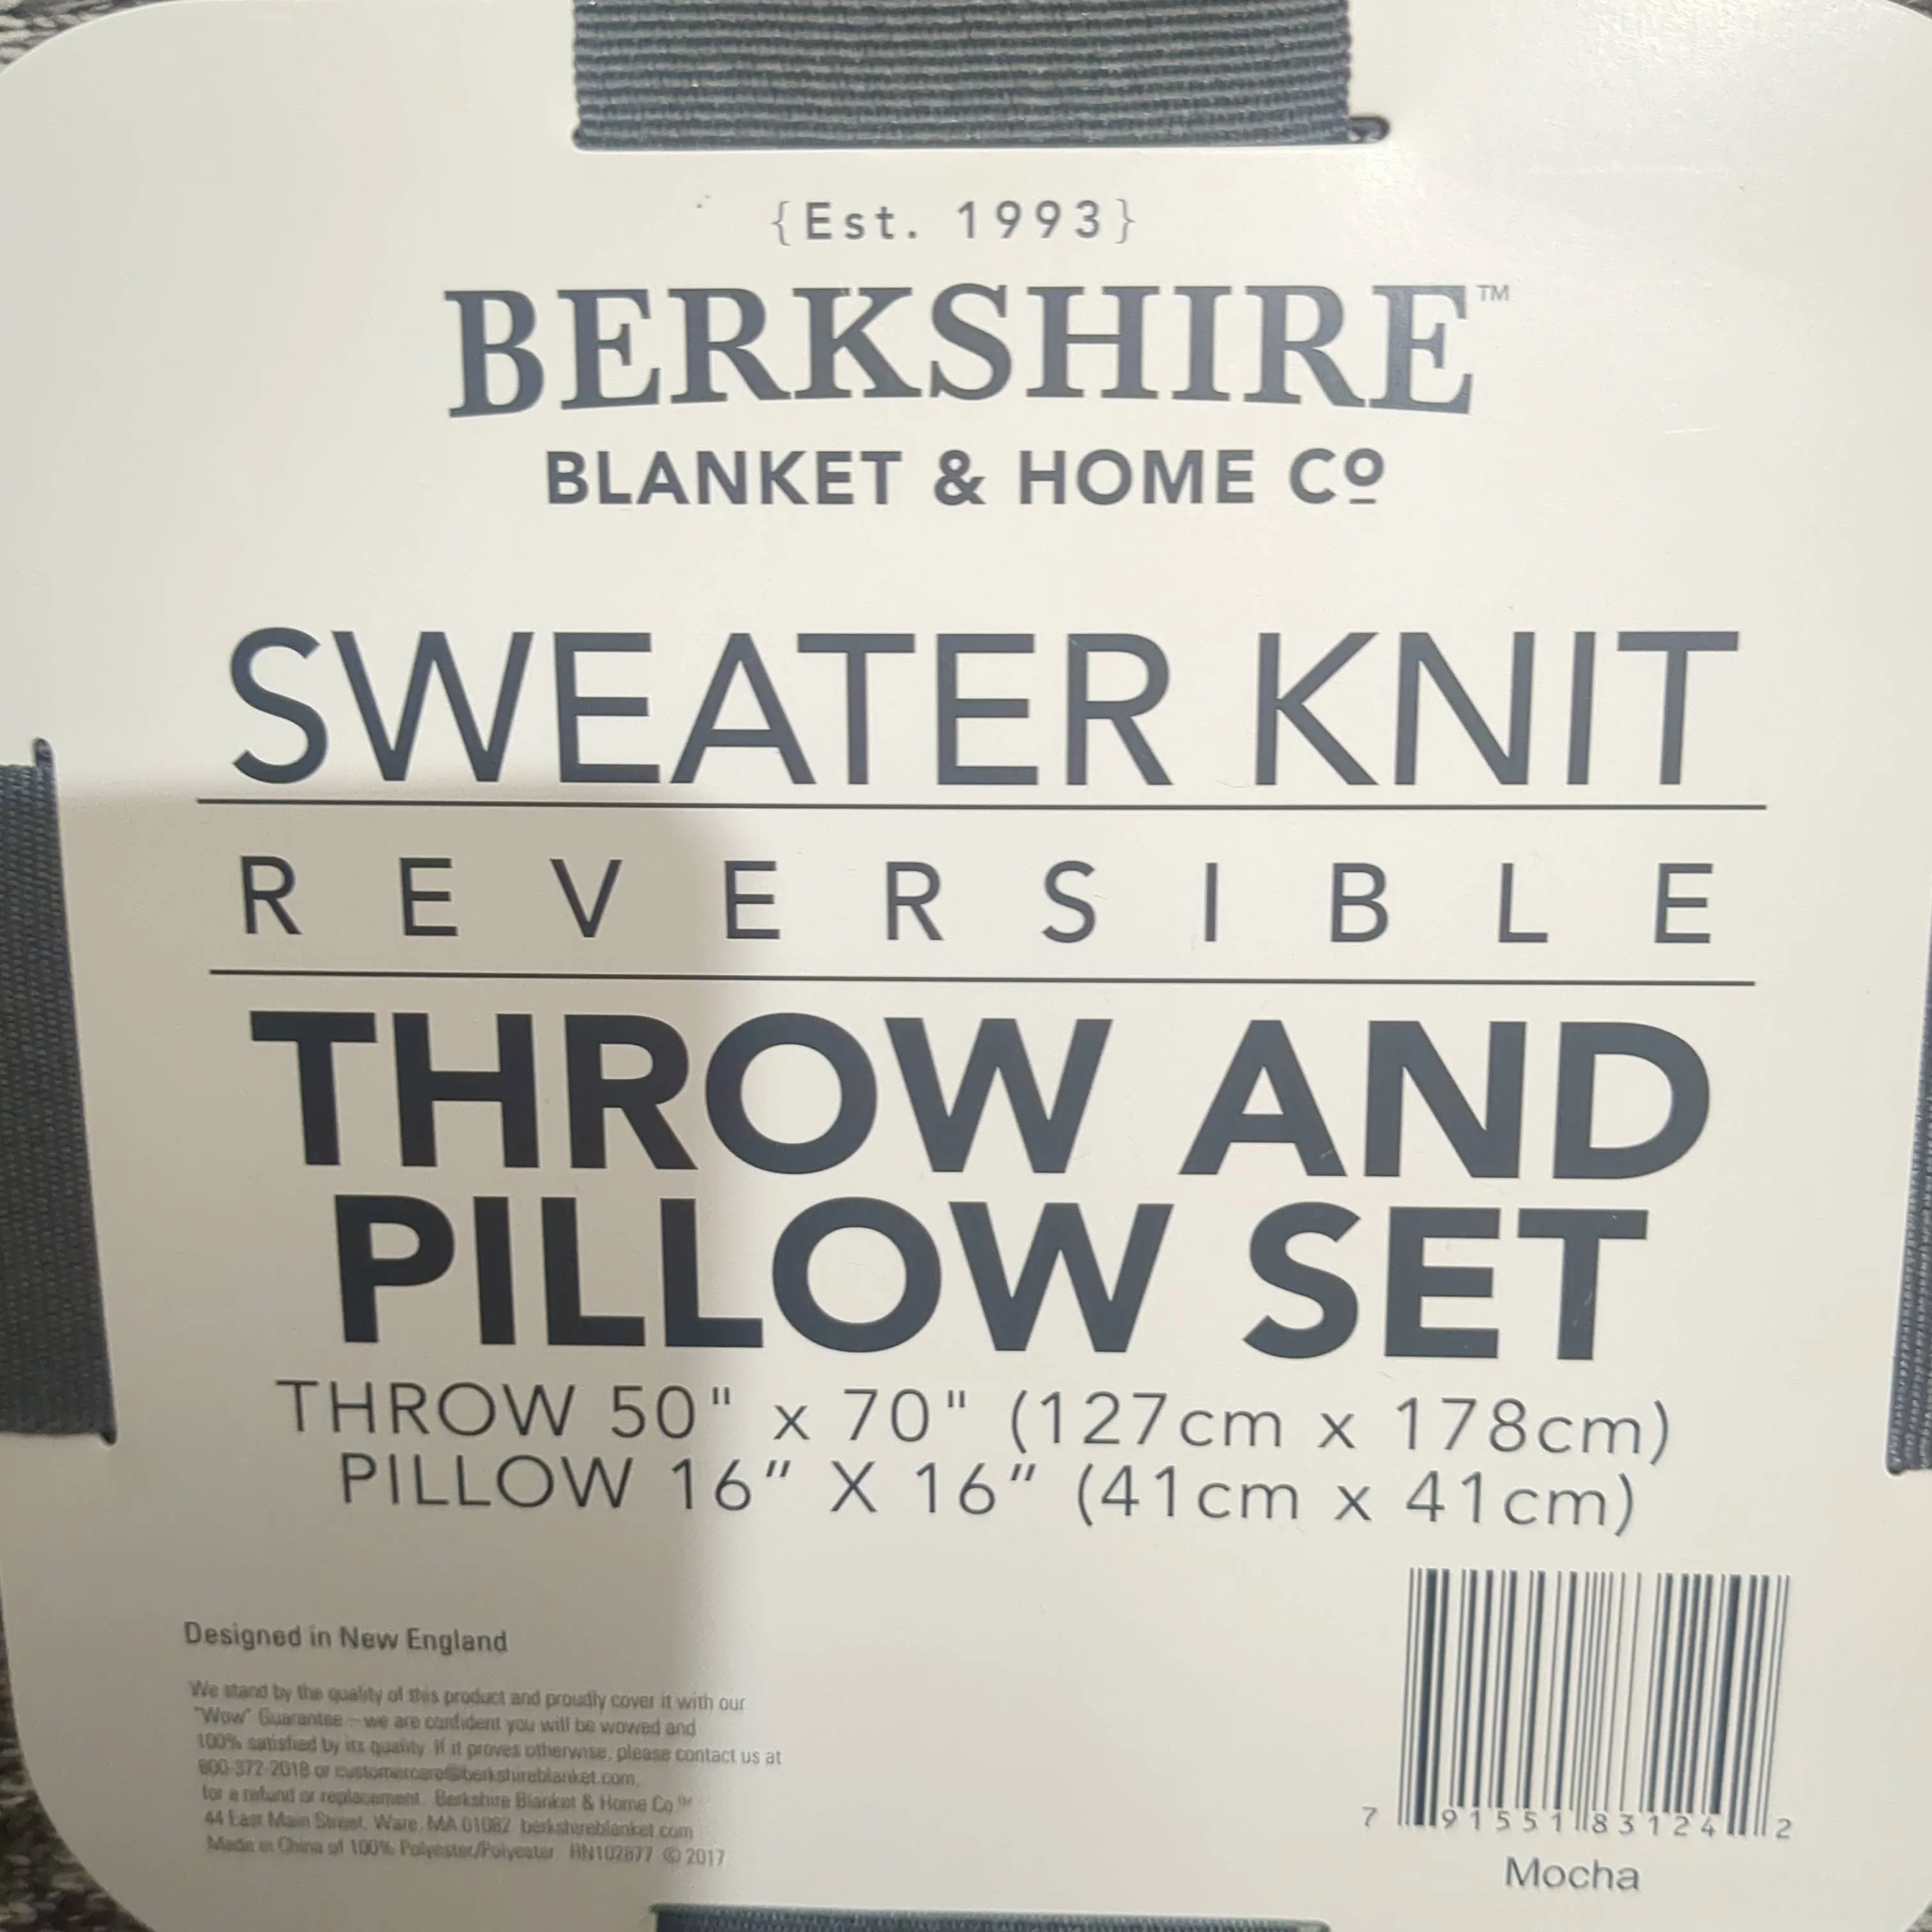 {Est. 1993}
BERKSHIRE™
BLANKET & HOME Cº
SWEATER KNIT
REVERSIBLE
THROW AND
PILLOW SET
THROW 50" x 70" (127cm x 178cm)
PILLOW 16" X 16" (41cm x 41cm)
Designed in New England
We stand by the quality of this product and proudly cover it with our
"Wow" Guarantee – we are confident you will be wowed and
100% satisfied by its quality. If it proves otherwise, please contact us at
800-372-2018 or customercare@berkshireblanket.com,
for a refund or replacement. Berkshire Blanket & Home Co.™
44 East Main Street, Ware, MA 01082 berkshireblanket.com
Made in China of 100% Polyester/Polyester RN102877 © 2017
7 91551 83124 2
Mocha